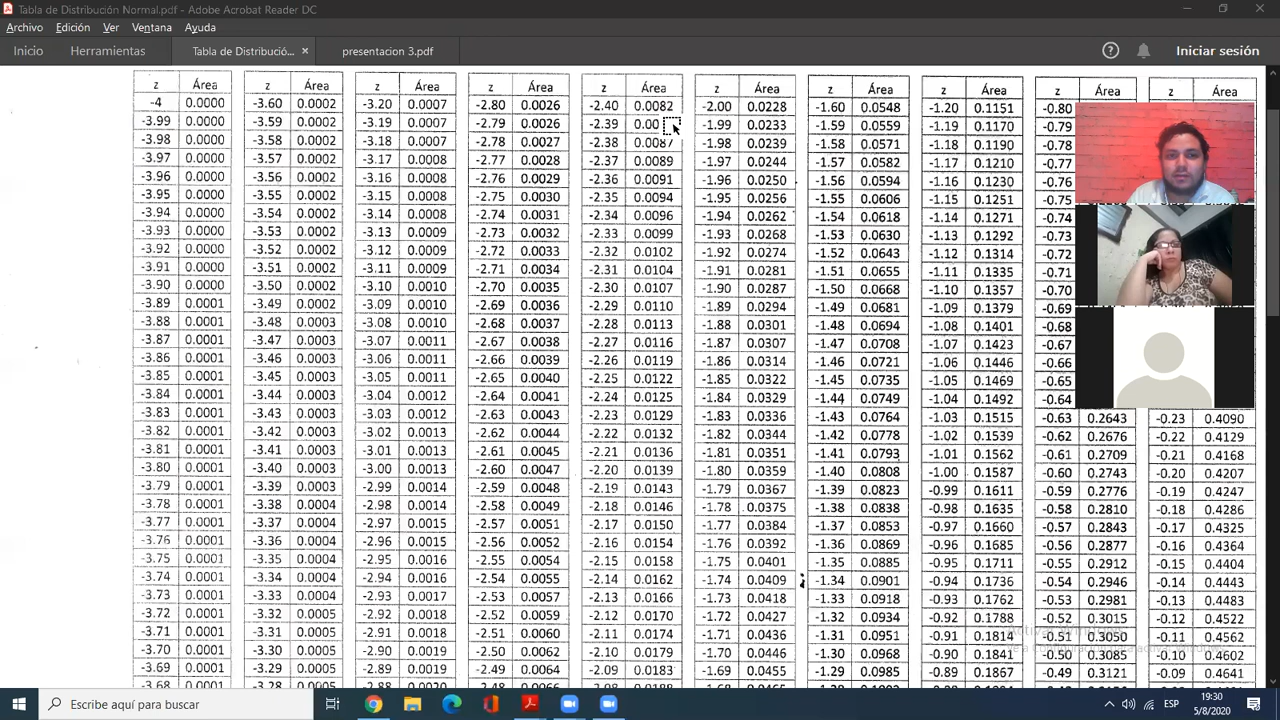 Tabla de Distribución Normal.pdf - Adobe Acrobat Reader DC
Archivo Edición Ver Ventana Ayuda
Inicio Herramientas Tabla de Distribució... × presentacion 3.pdf Iniciar sesión
z Área z Área z Área z Área z Área z Área z Área z Área z Área z Área
-4 0.0000 -3.60 0.0002 -3.20 0.0007 -2.80 0.0026 -2.40 0.0082 -2.00 0.0228 -1.60 0.0548 -1.20 0.1151 -0.80
-3.99 0.0000 -3.59 0.0002 -3.19 0.0007 -2.79 0.0026 -2.39 0.00 -1.99 0.0233 -1.59 0.0559 -1.19 0.1170 -0.79
-3.98 0.0000 -3.58 0.0002 -3.18 0.0007 -2.78 0.0027 -2.38 0.0087 -1.98 0.0239 -1.58 0.0571 -1.18 0.1190 -0.78
-3.97 0.0000 -3.57 0.0002 -3.17 0.0008 -2.77 0.0028 -2.37 0.0089 -1.97 0.0244 -1.57 0.0582 -1.17 0.1210 -0.77
-3.96 0.0000 -3.56 0.0002 -3.16 0.0008 -2.76 0.0029 -2.36 0.0091 -1.96 0.0250 -1.56 0.0594 -1.16 0.1230 -0.76
-3.95 0.0000 -3.55 0.0002 -3.15 0.0008 -2.75 0.0030 -2.35 0.0094 -1.95 0.0256 -1.55 0.0606 -1.15 0.1251 -0.75
-3.94 0.0000 -3.54 0.0002 -3.14 0.0008 -2.74 0.0031 -2.34 0.0096 -1.94 0.0262 -1.54 0.0618 -1.14 0.1271 -0.74
-3.93 0.0000 -3.53 0.0002 -3.13 0.0009 -2.73 0.0032 -2.33 0.0099 -1.93 0.0268 -1.53 0.0630 -1.13 0.1292 -0.73
-3.92 0.0000 -3.52 0.0002 -3.12 0.0009 -2.72 0.0033 -2.32 0.0102 -1.92 0.0274 -1.52 0.0643 -1.12 0.1314 -0.72
-3.91 0.0000 -3.51 0.0002 -3.11 0.0009 -2.71 0.0034 -2.31 0.0104 -1.91 0.0281 -1.51 0.0655 -1.11 0.1335 -0.71
-3.90 0.0000 -3.50 0.0002 -3.10 0.0010 -2.70 0.0035 -2.30 0.0107 -1.90 0.0287 -1.50 0.0668 -1.10 0.1357 -0.70
-3.89 0.0001 -3.49 0.0002 -3.09 0.0010 -2.69 0.0036 -2.29 0.0110 -1.89 0.0294 -1.49 0.0681 -1.09 0.1379 -0.69
-3.88 0.0001 -3.48 0.0003 -3.08 0.0010 -2.68 0.0037 -2.28 0.0113 -1.88 0.0301 -1.48 0.0694 -1.08 0.1401 -0.68
-3.87 0.0001 -3.47 0.0003 -3.07 0.0011 -2.67 0.0038 -2.27 0.0116 -1.87 0.0307 -1.47 0.0708 -1.07 0.1423 -0.67
-3.86 0.0001 -3.46 0.0003 -3.06 0.0011 -2.66 0.0039 -2.26 0.0119 -1.86 0.0314 -1.46 0.0721 -1.06 0.1446 -0.66
-3.85 0.0001 -3.45 0.0003 -3.05 0.0011 -2.65 0.0040 -2.25 0.0122 -1.85 0.0322 -1.45 0.0735 -1.05 0.1469 -0.65
-3.84 0.0001 -3.44 0.0003 -3.04 0.0012 -2.64 0.0041 -2.24 0.0125 -1.84 0.0329 -1.44 0.0749 -1.04 0.1492 -0.64
-3.83 0.0001 -3.43 0.0003 -3.03 0.0012 -2.63 0.0043 -2.23 0.0129 -1.83 0.0336 -1.43 0.0764 -1.03 0.1515 -0.63 0.2643 -0.23 0.4090
-3.82 0.0001 -3.42 0.0003 -3.02 0.0013 -2.62 0.0044 -2.22 0.0132 -1.82 0.0344 -1.42 0.0778 -1.02 0.1539 -0.62 0.2676 -0.22 0.4129
-3.81 0.0001 -3.41 0.0003 -3.01 0.0013 -2.61 0.0045 -2.21 0.0136 -1.81 0.0351 -1.41 0.0793 -1.01 0.1562 -0.61 0.2709 -0.21 0.4168
-3.80 0.0001 -3.40 0.0003 -3.00 0.0013 -2.60 0.0047 -2.20 0.0139 -1.80 0.0359 -1.40 0.0808 -1.00 0.1587 -0.60 0.2743 -0.20 0.4207
-3.79 0.0001 -3.39 0.0003 -2.99 0.0014 -2.59 0.0048 -2.19 0.0143 -1.79 0.0367 -1.39 0.0823 -0.99 0.1611 -0.59 0.2776 -0.19 0.4247
-3.78 0.0001 -3.38 0.0004 -2.98 0.0014 -2.58 0.0049 -2.18 0.0146 -1.78 0.0375 -1.38 0.0838 -0.98 0.1635 -0.58 0.2810 -0.18 0.4286
-3.77 0.0001 -3.37 0.0004 -2.97 0.0015 -2.57 0.0051 -2.17 0.0150 -1.77 0.0384 -1.37 0.0853 -0.97 0.1660 -0.57 0.2843 -0.17 0.4325
-3.76 0.0001 -3.36 0.0004 -2.96 0.0015 -2.56 0.0052 -2.16 0.0154 -1.76 0.0392 -1.36 0.0869 -0.96 0.1685 -0.56 0.2877 -0.16 0.4364
-3.75 0.0001 -3.35 0.0004 -2.95 0.0016 -2.55 0.0054 -2.15 0.0158 -1.75 0.0401 -1.35 0.0885 -0.95 0.1711 -0.55 0.2912 -0.15 0.4404
-3.74 0.0001 -3.34 0.0004 -2.94 0.0016 -2.54 0.0055 -2.14 0.0162 -1.74 0.0409 -1.34 0.0901 -0.94 0.1736 -0.54 0.2946 -0.14 0.4443
-3.73 0.0001 -3.33 0.0004 -2.93 0.0017 -2.53 0.0057 -2.13 0.0166 -1.73 0.0418 -1.33 0.0918 -0.93 0.1762 -0.53 0.2981 -0.13 0.4483
-3.72 0.0001 -3.32 0.0005 -2.92 0.0018 -2.52 0.0059 -2.12 0.0170 -1.72 0.0427 -1.32 0.0934 -0.92 0.1788 -0.52 0.3015 -0.12 0.4522
-3.71 0.0001 -3.31 0.0005 -2.91 0.0018 -2.51 0.0060 -2.11 0.0174 -1.71 0.0436 -1.31 0.0951 -0.91 0.1814 -0.51 0.3050 -0.11 0.4562
-3.70 0.0001 -3.30 0.0005 -2.90 0.0019 -2.50 0.0062 -2.10 0.0179 -1.70 0.0446 -1.30 0.0968 -0.90 0.1841 -0.50 0.3085 -0.10 0.4602
-3.69 0.0001 -3.29 0.0005 -2.89 0.0019 -2.49 0.0064 -2.09 0.0183 -1.69 0.0455 -1.29 0.0985 -0.89 0.1867 -0.49 0.3121 -0.09 0.4641
-3.68 0.0001 -3.28 0.0005
Escribe aquí para buscar
ESP
19:30
5/8/2020